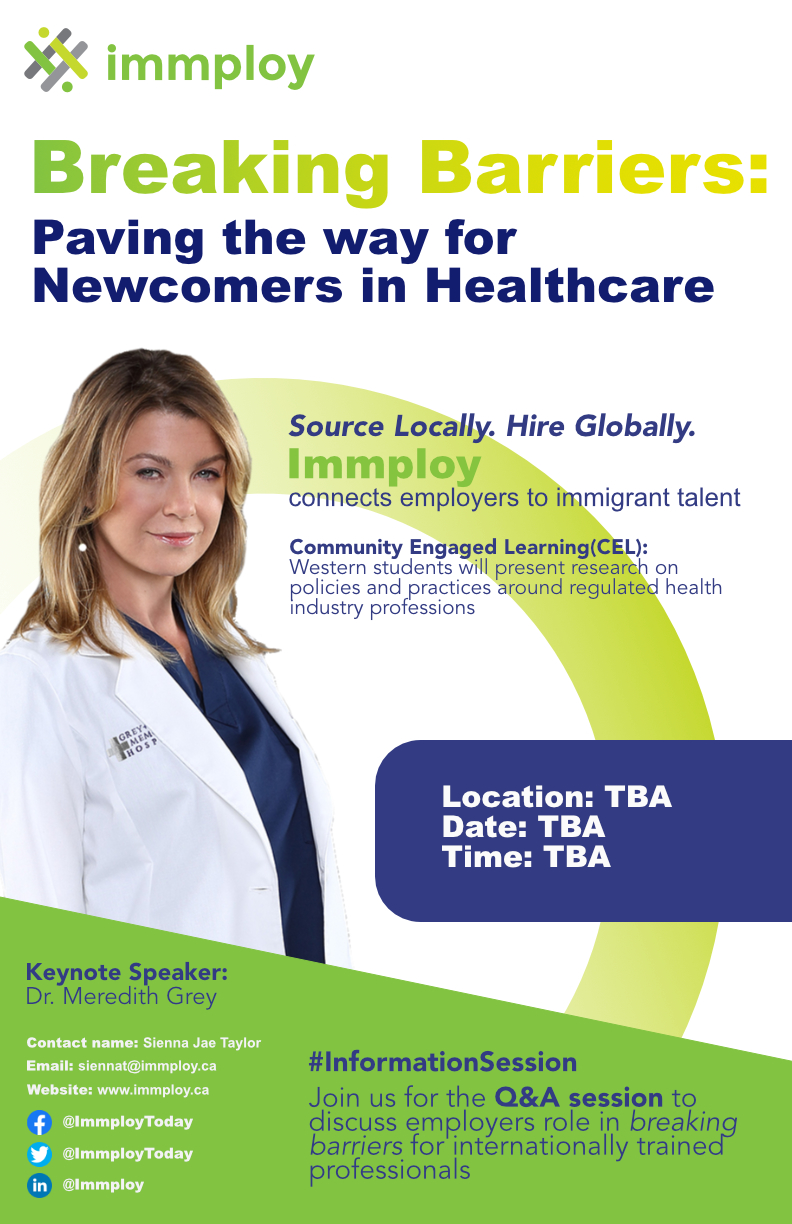 immploy
Breaking Barriers:
Paving the way for
Newcomers in Healthcare
Source Locally. Hire Globally.
Immploy
connects employers to immigrant talent
Community Engaged Learning(CEL):
Western students will present research on
policies and practices around regulated health
industry professions
GREY
MEM
HOSP
Location: TBA
Date: TBA
Time: TBA
Keynote Speaker:
Dr. Meredith Grey
Contact name: Sienna Jae Taylor
Email: siennat@immploy.ca
Website: www.immploy.ca
@ImmployToday
@ImmployToday
@Immploy
#InformationSession
Join us for the Q&A session to
discuss employers role in breaking
barriers for internationally trained
professionals